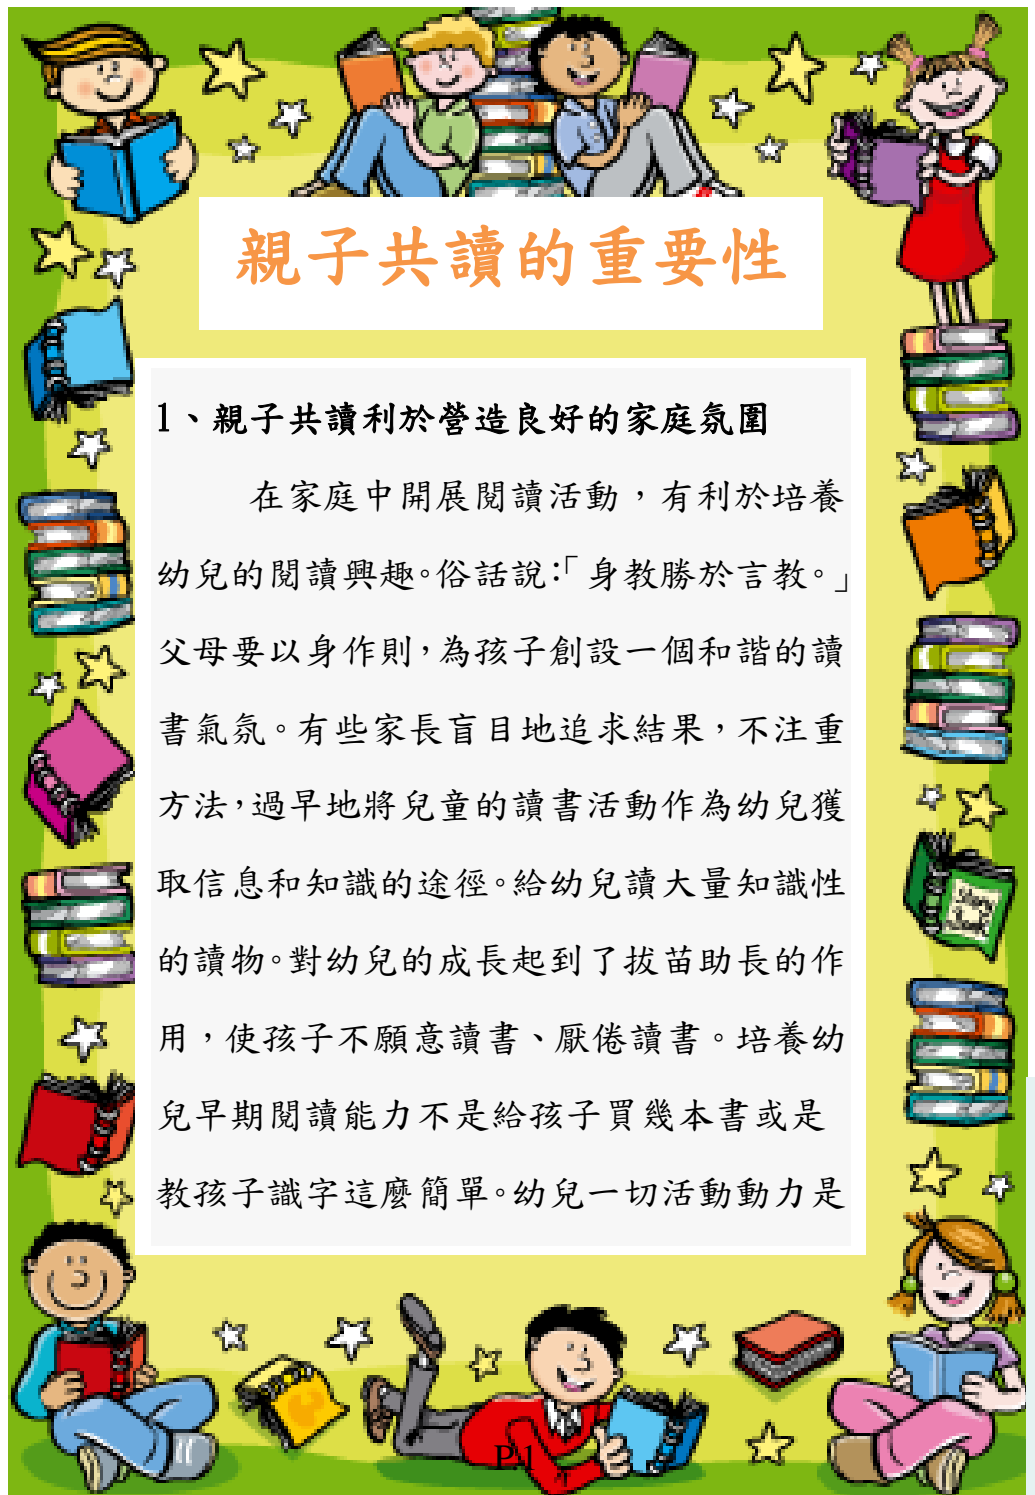 親子共讀的重要性
1、親子共讀利於營造良好的家庭氛圍
在家庭中開展閱讀活動，有利於培養
幼兒的閱讀興趣。俗話說：「身教勝於言教。」
父母要以身作則，為孩子創設一個和諧的讀
書氣氛。有些家長盲目地追求結果，不注重
方法，過早地將兒童的讀書活動作為幼兒獲
取信息和知識的途徑。給幼兒讀大量知識性
的讀物。對幼兒的成長起到了拔苗助長的作
用，使孩子不願意讀書、厭倦讀書。培養幼
兒早期閱讀能力不是給孩子買幾本書或是
教孩子識字這麼簡單。幼兒一切活動動力是
Story
Book
P.1